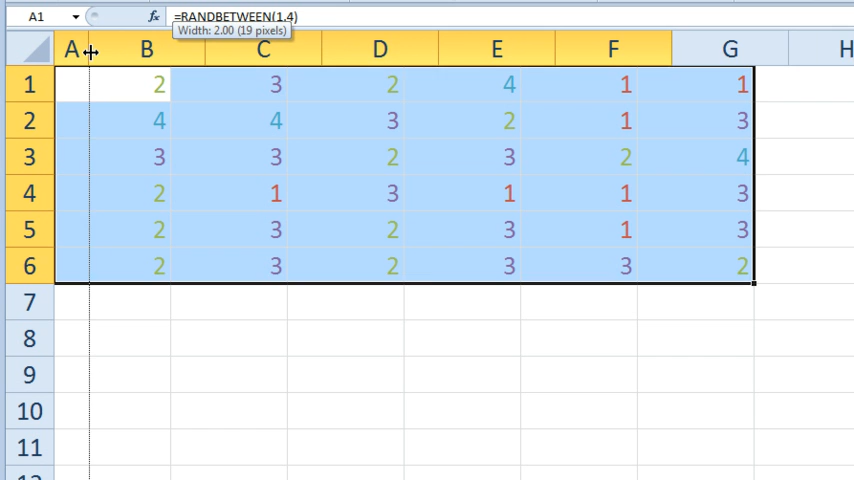 A1 fx =RANDBETWEEN(1,4)
Width: 2.00 (19 pixels)
A B C D E F G H
1 2 3 2 4 1 1
2 4 4 3 2 1 3
3 3 3 2 3 2 4
4 2 1 3 1 1 3
5 2 3 2 3 1 3
6 2 3 2 3 3 2
7
8
9
10
11
12